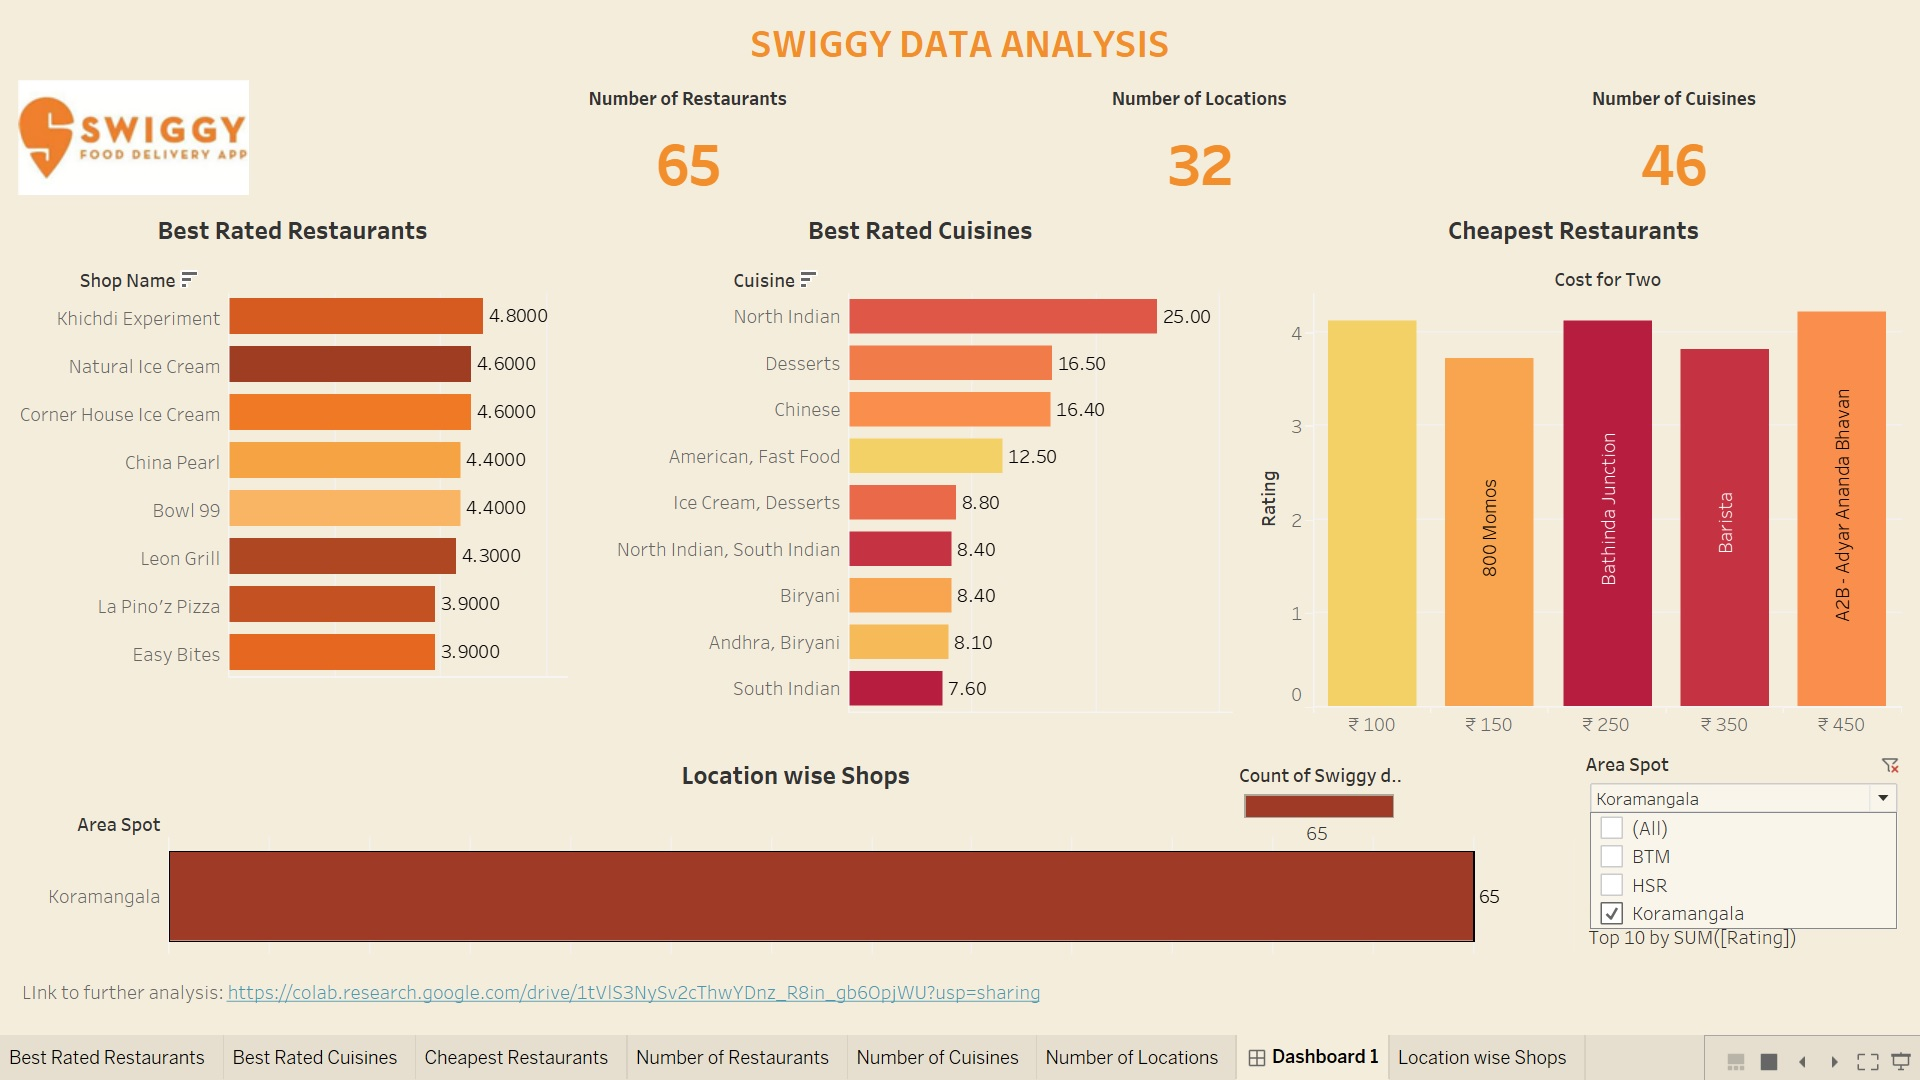 SWIGGY DATA ANALYSIS
SWIGGY
FOOD DELIVERY APP
Number of Restaurants
65
Number of Locations
32
Number of Cuisines
46
Best Rated Restaurants
Shop Name
Khichdi Experiment 4.8000
Natural Ice Cream 4.6000
Corner House Ice Cream 4.6000
China Pearl 4.4000
Bowl 99 4.4000
Leon Grill 4.3000
La Pino’z Pizza 3.9000
Easy Bites 3.9000
Best Rated Cuisines
Cuisine
North Indian 25.00
Desserts 16.50
Chinese 16.40
American, Fast Food 12.50
Ice Cream, Desserts 8.80
North Indian, South Indian 8.40
Biryani 8.40
Andhra, Biryani 8.10
South Indian 7.60
Cheapest Restaurants
Cost for Two
Rating
4
3
2
1
0
800 Momos
Bathinda Junction
Barista
A2B - Adyar Ananda Bhavan
₹ 100 ₹ 150 ₹ 250 ₹ 350 ₹ 450
Location wise Shops
Area Spot
Koramangala 65
Count of Swiggy d..
65
Area Spot
Koramangala
(All)
BTM
HSR
Koramangala
Top 10 by SUM([Rating])
LInk to further analysis: https://colab.research.google.com/drive/1tVlS3NySv2cThwYDnz_R8in_gb6OpjWU?usp=sharing
Best Rated Restaurants Best Rated Cuisines Cheapest Restaurants Number of Restaurants Number of Cuisines Number of Locations Dashboard 1 Location wise Shops